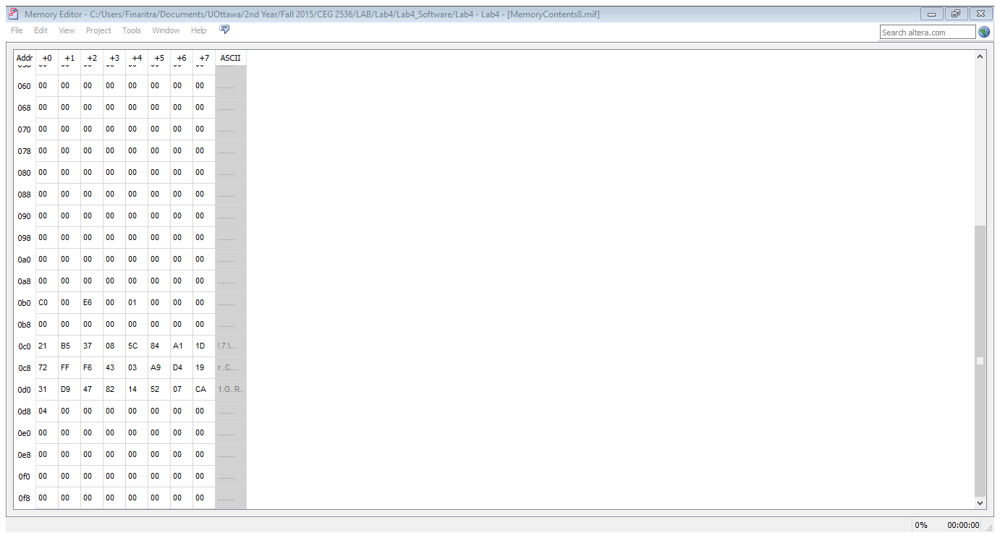 Memory Editor - C:/Users/Finaritra/Documents/UOttawa/2nd Year/Fall 2015/CEG 2536/LAB/Lab4/Lab4_Software/Lab4 - Lab4 - [MemoryContents8.mif]
File Edit View Project Tools Window Help
Search altera.com
Addr +0 +1 +2 +3 +4 +5 +6 +7 ASCII
060 00 00 00 00 00 00 00 00 ........
068 00 00 00 00 00 00 00 00 ........
070 00 00 00 00 00 00 00 00 ........
078 00 00 00 00 00 00 00 00 ........
080 00 00 00 00 00 00 00 00 ........
088 00 00 00 00 00 00 00 00 ........
090 00 00 00 00 00 00 00 00 ........
098 00 00 00 00 00 00 00 00 ........
0a0 00 00 00 00 00 00 00 00 ........
0a8 00 00 00 00 00 00 00 00 ........
0b0 C0 00 E6 00 01 00 00 00 ........
0b8 00 00 00 00 00 00 00 00 ........
0c0 21 B5 37 08 5C 84 A1 1D !.7.\...
0c8 72 FF F6 43 03 A9 D4 19 r..C....
0d0 31 D9 47 82 14 52 07 CA 1.G..R..
0d8 04 00 00 00 00 00 00 00 ........
0e0 00 00 00 00 00 00 00 00 ........
0e8 00 00 00 00 00 00 00 00 ........
0f0 00 00 00 00 00 00 00 00 ........
0f8 00 00 00 00 00 00 00 00 ........
0% 00:00:00